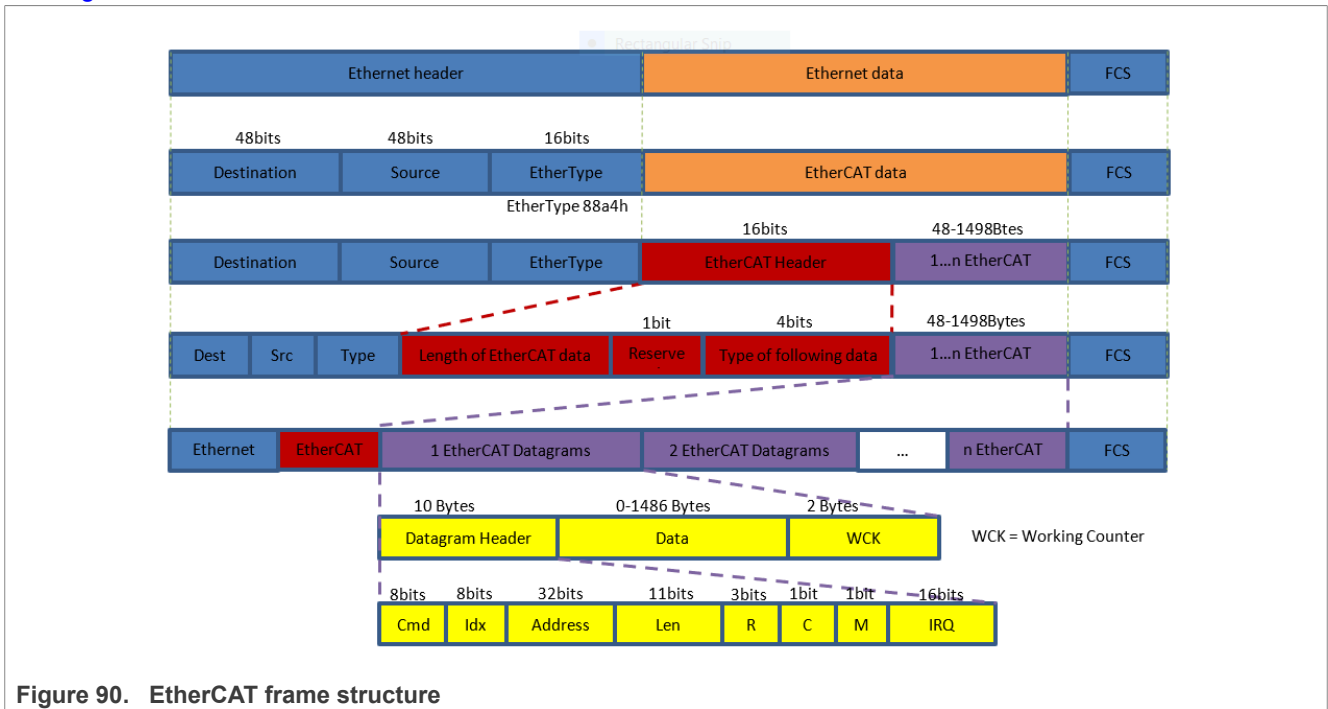 Rectangular Snip
Ethernet header Ethernet data FCS
48bits 48bits 16bits
Destination Source EtherType EtherCAT data FCS
EtherType 88a4h
16bits 48-1498Btes
Destination Source EtherType EtherCAT Header 1...n EtherCAT FCS
1bit 4bits 48-1498Bytes
Dest Src Type Length of EtherCAT data Reserve Type of following data 1...n EtherCAT FCS
Ethernet EtherCAT 1 EtherCAT Datagrams 2 EtherCAT Datagrams ... n EtherCAT FCS
10 Bytes 0-1486 Bytes 2 Bytes
Datagram Header Data WCK WCK = Working Counter
8bits 8bits 32bits 11bits 3bits 1bit 1bit 16bits
Cmd Idx Address Len R C M IRQ
Figure 90. EtherCAT frame structure